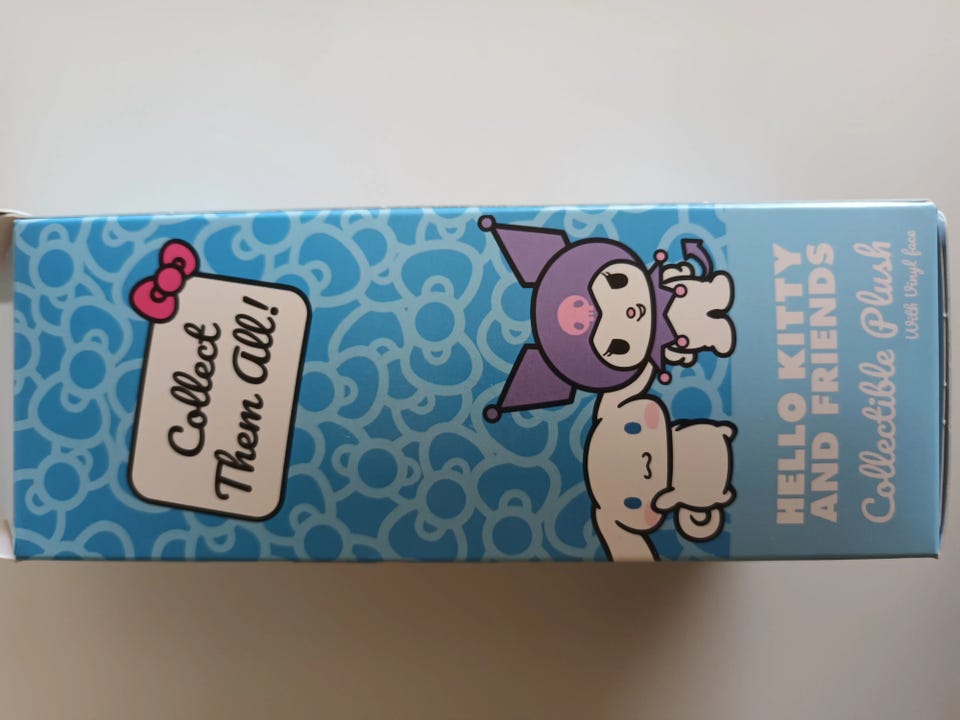 Collect
Them All!
HELLO KITTY
AND FRIENDS
Collectible Plush
With Vinyl face